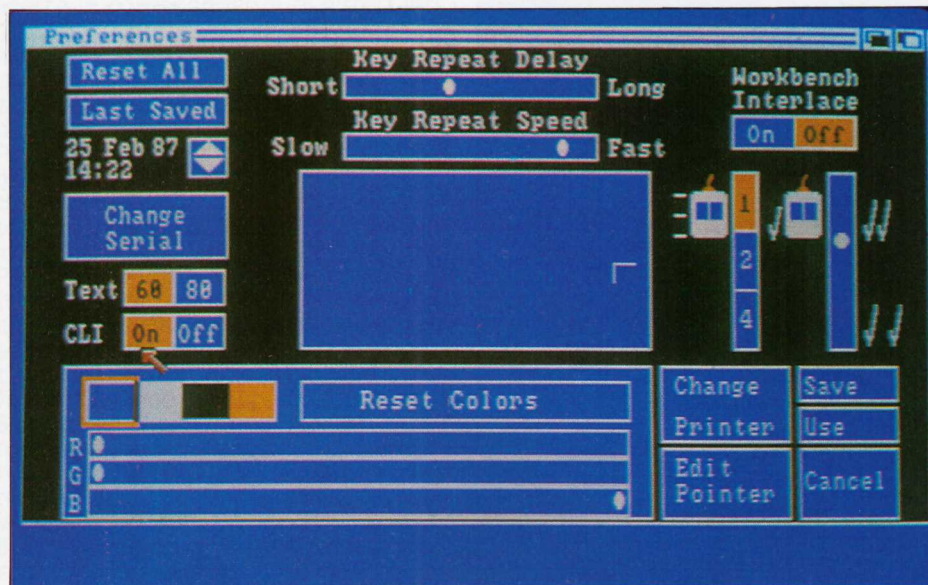 Preferences
Reset All
Last Saved
25 Feb 87
14:22
Change
Serial
Text 60 80
CLI On Off
Key Repeat Delay
Short Long
Key Repeat Speed
Slow Fast
Workbench
Interlace
On Off
1
2
4
Reset Colors
R
G
B
Change
Printer
Edit
Pointer
Save
Use
Cancel